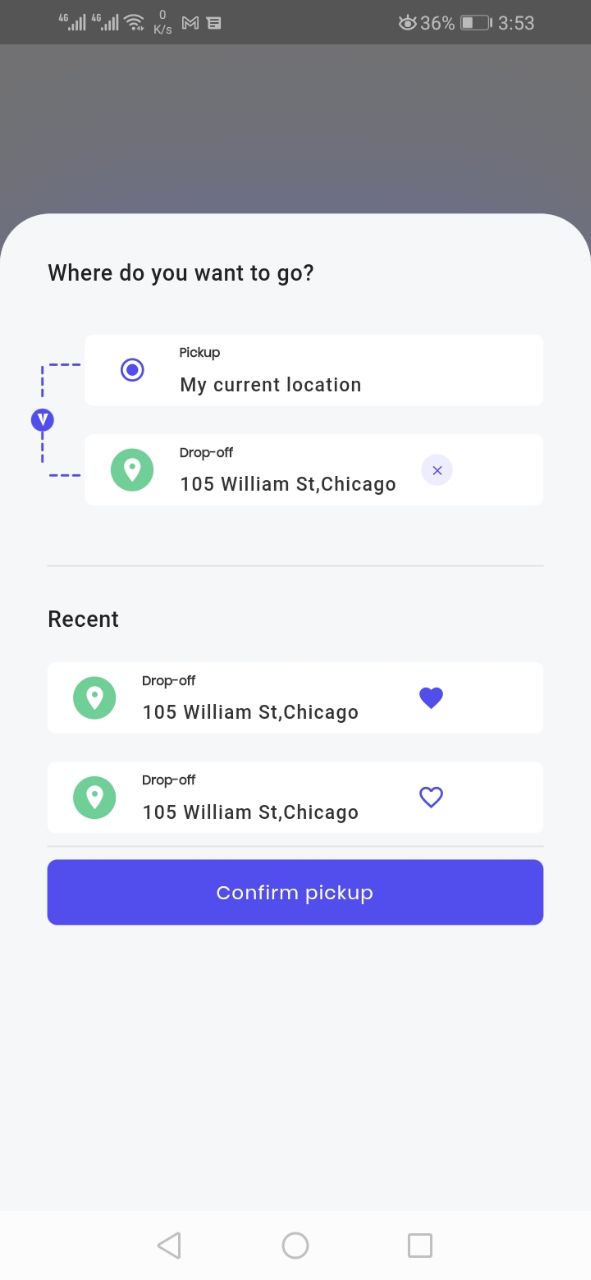 4G 4G 0 K/s 36% 3:53
Where do you want to go?
Pickup
My current location
Drop-off
105 William St,Chicago
Recent
Drop-off
105 William St,Chicago
Drop-off
105 William St,Chicago
Confirm pickup